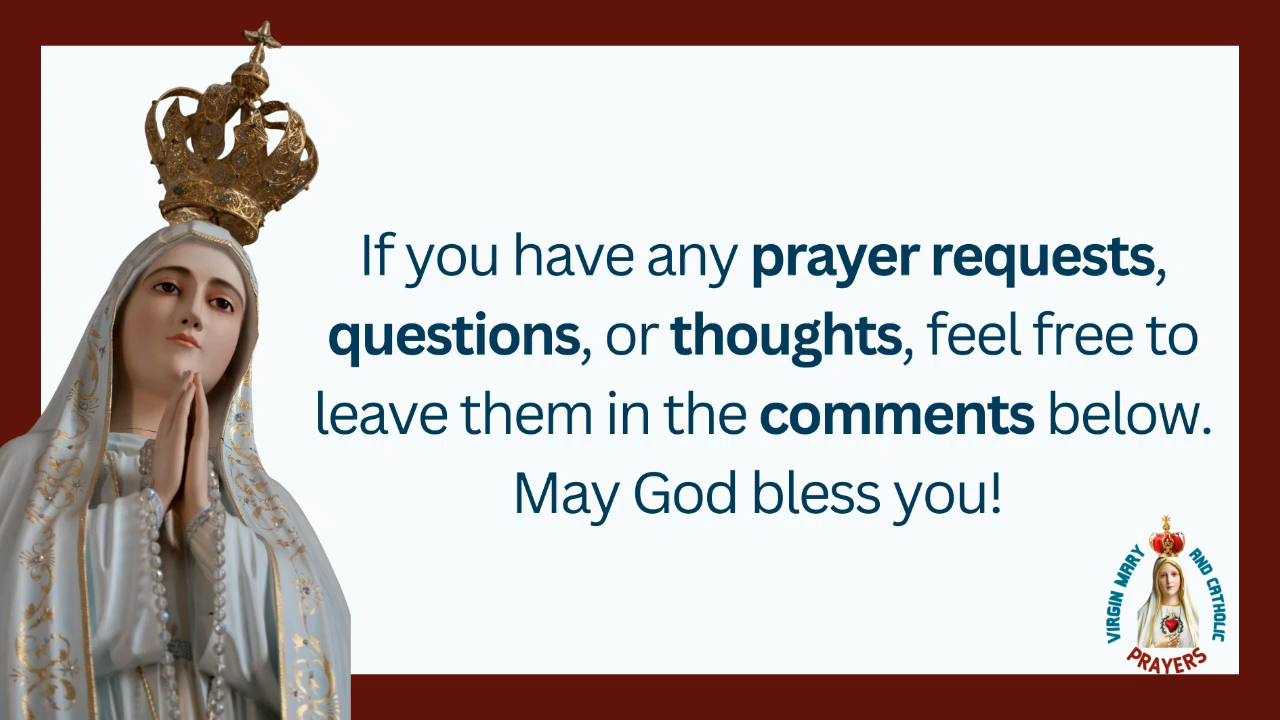 If you have any prayer requests,
questions, or thoughts, feel free to
leave them in the comments below.
May God bless you!
VIRGIN MARY
AND CATHOLIC
PRAYERS